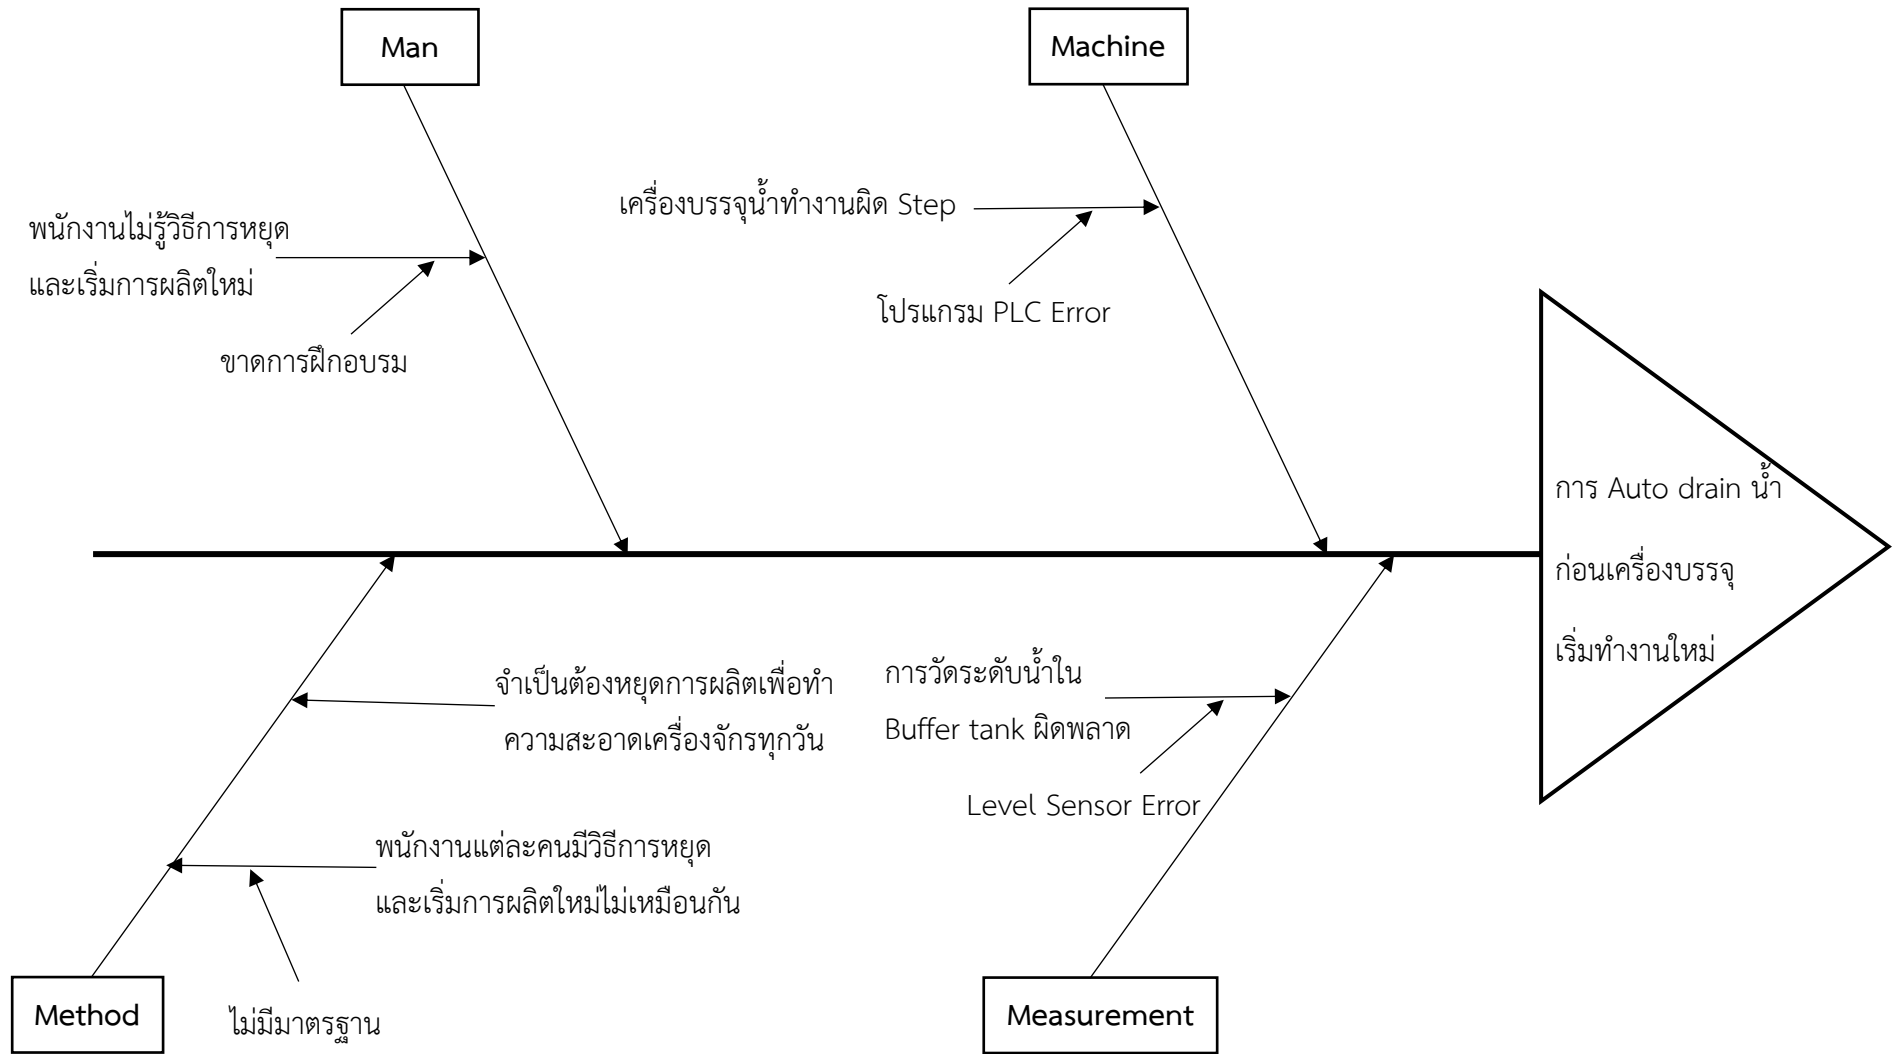 Man
Machine
เครื่องบรรจุน้ำทำงานผิด Step
พนักงานไม่รู้วิธีการหยุด
และเริ่มการผลิตใหม่
โปรแกรม PLC Error
ขาดการฝึกอบรม
การ Auto drain น้ำ
ก่อนเครื่องบรรจุ
เริ่มทำงานใหม่
จำเป็นต้องหยุดการผลิตเพื่อทำ
ความสะอาดเครื่องจักรทุกวัน
การวัดระดับน้ำใน
Buffer tank ผิดพลาด
Level Sensor Error
พนักงานแต่ละคนมีวิธีการหยุด
และเริ่มการผลิตใหม่ไม่เหมือนกัน
Method
ไม่มีมาตรฐาน
Measurement